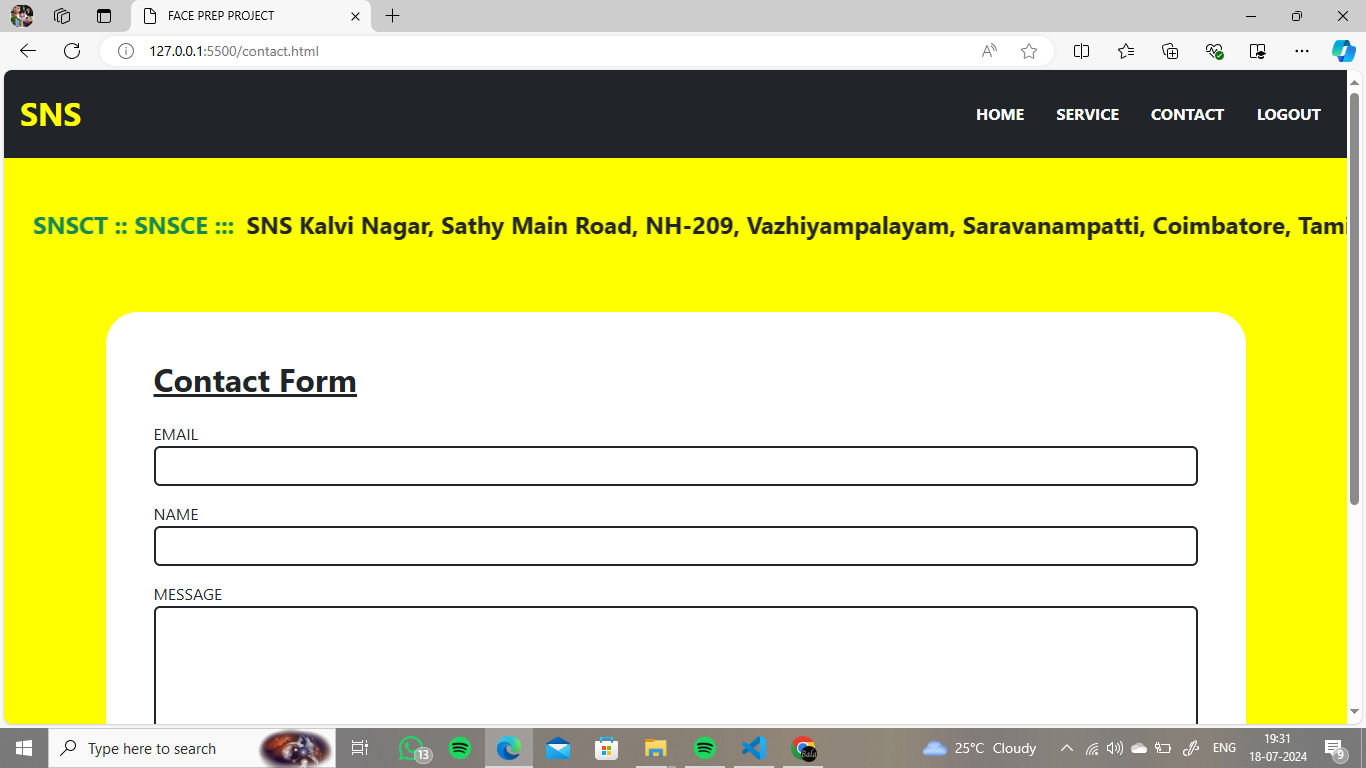 FACE PREP PROJECT
127.0.0.1:5500/contact.html
SNS
HOME SERVICE CONTACT LOGOUT
SNSCT :: SNSCE ::: SNS Kalvi Nagar, Sathy Main Road, NH-209, Vazhiyampalayam, Saravanampatti, Coimbatore, Tami
Contact Form
EMAIL
NAME
MESSAGE
Type here to search
13
Bala
25°C Cloudy
ENG
19:31
18-07-2024
9